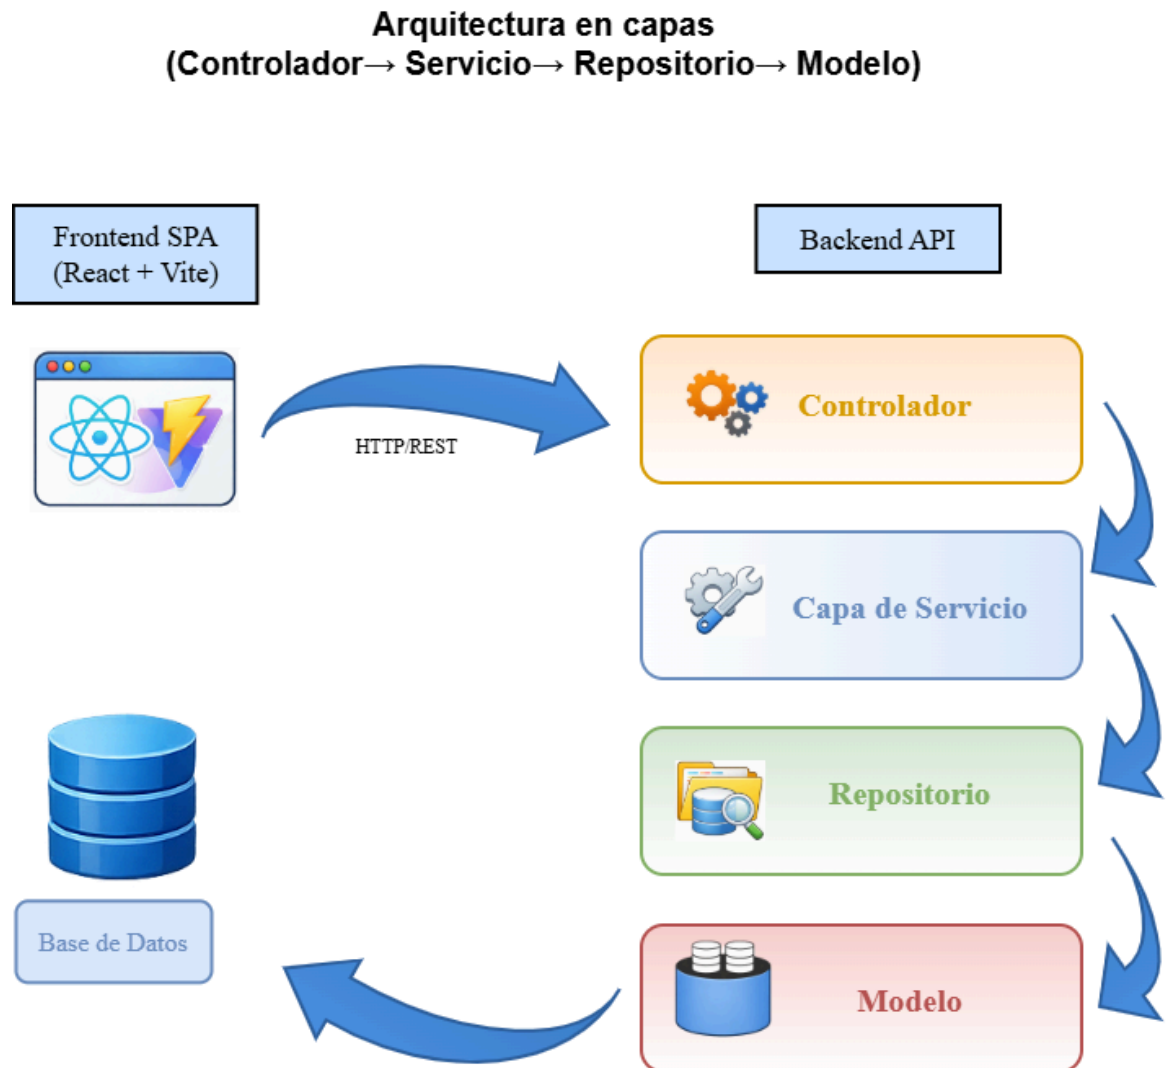 Arquitectura en capas
(Controlador→ Servicio→ Repositorio→ Modelo)
Frontend SPA
(React + Vite)
Backend API
Controlador
HTTP/REST
Capa de Servicio
Repositorio
Base de Datos
Modelo